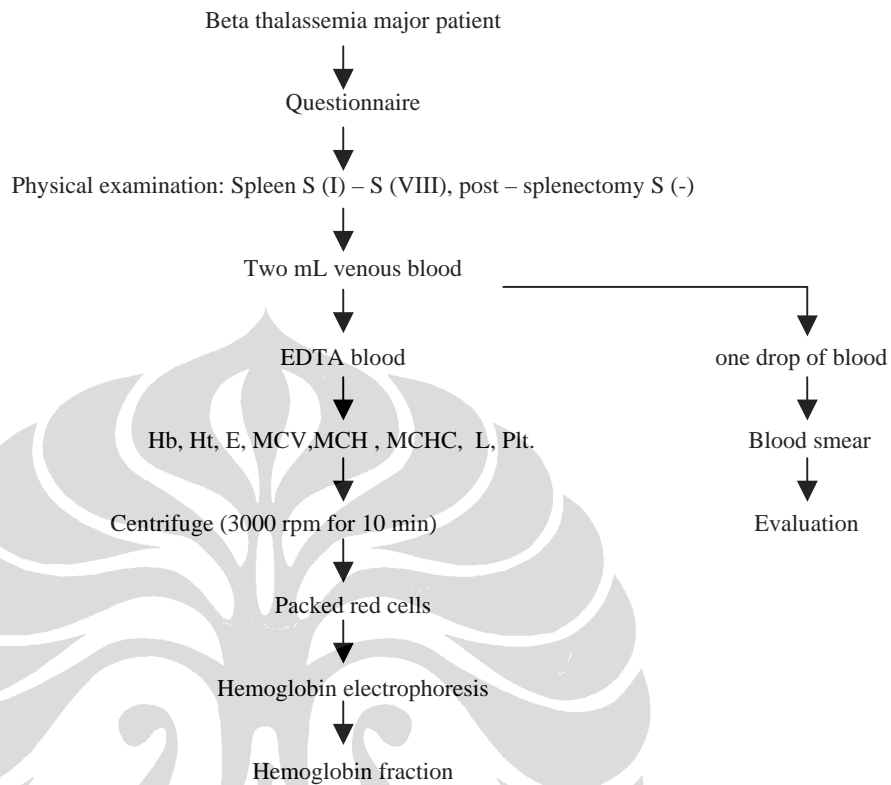 Beta thalassemia major patient
Questionnaire
Physical examination: Spleen S (I) – S (VIII), post – splenectomy S (-)
Two mL venous blood
EDTA blood
one drop of blood
Hb, Ht, E, MCV,MCH , MCHC, L, Plt.
Blood smear
Centrifuge (3000 rpm for 10 min)
Evaluation
Packed red cells
Hemoglobin electrophoresis
Hemoglobin fraction